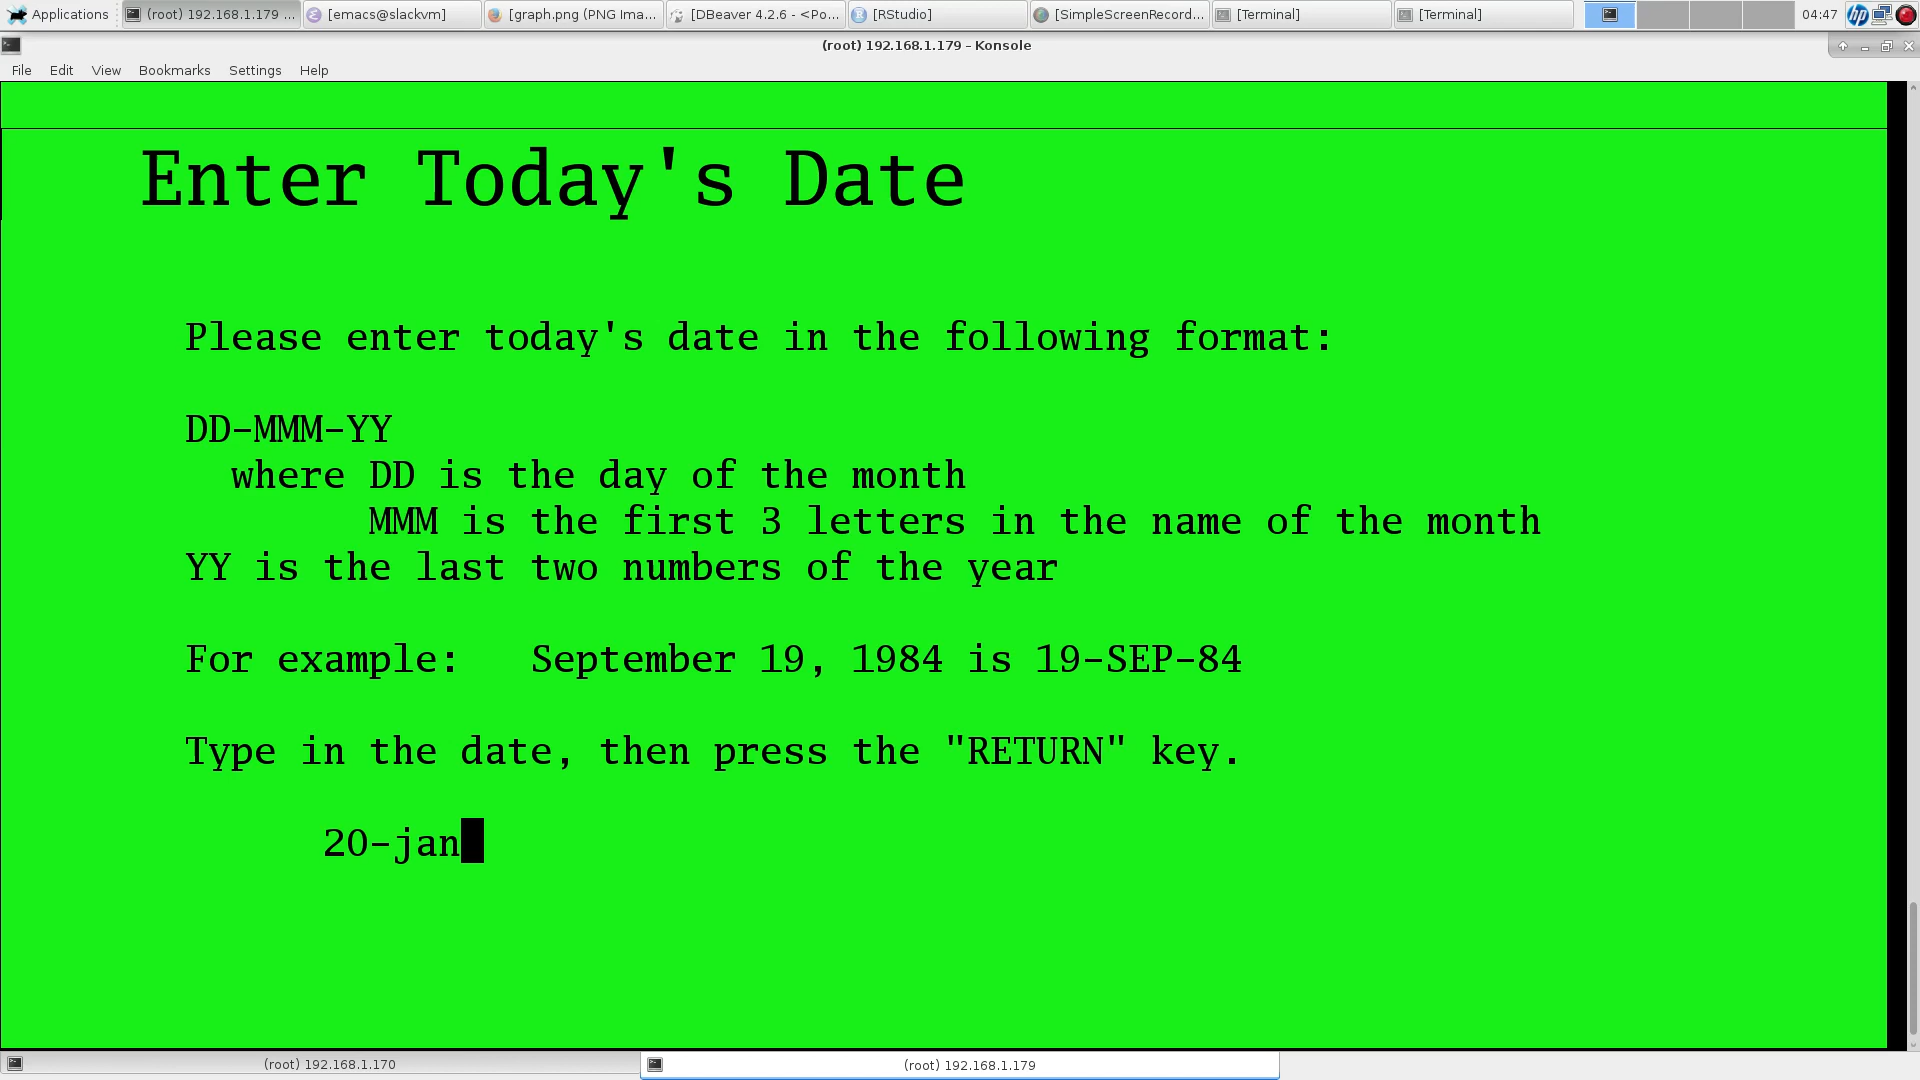 Applications (root) 192.168.1.179 ... [emacs@slackvm] [graph.png (PNG Ima... [DBeaver 4.2.6 - <Po... [RStudio] [SimpleScreenRecord... [Terminal] [Terminal] 04:47
(root) 192.168.1.179 - Konsole
File Edit View Bookmarks Settings Help
Enter Today's Date
Please enter today's date in the following format:
DD-MMM-YY
where DD is the day of the month
MMM is the first 3 letters in the name of the month
YY is the last two numbers of the year
For example: September 19, 1984 is 19-SEP-84
Type in the date, then press the "RETURN" key.
20-jan
(root) 192.168.1.170 (root) 192.168.1.179